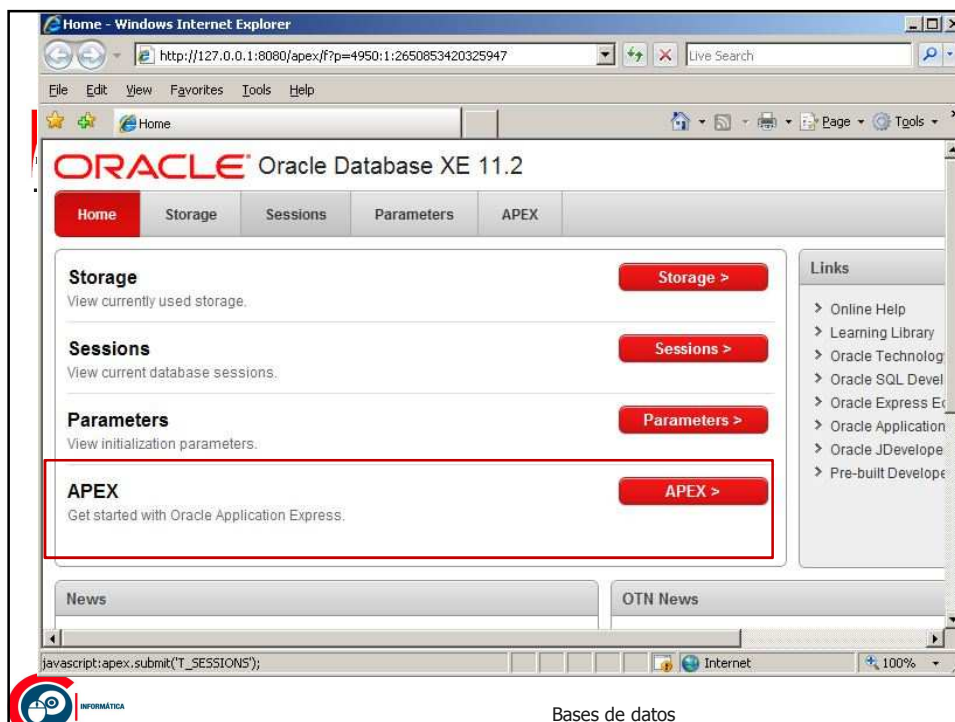 Home - Windows Internet Explorer
http://127.0.0.1:8080/apex/f?p=4950:1:2650853420325947
Live Search
File Edit View Favorites Tools Help
Home
Page Tools
ORACLE Oracle Database XE 11.2
Home Storage Sessions Parameters APEX
Storage
View currently used storage.
Storage >
Sessions
View current database sessions.
Sessions >
Parameters
View initialization parameters.
Parameters >
APEX
Get started with Oracle Application Express.
APEX >
Links
> Online Help
> Learning Library
> Oracle Technolog
> Oracle SQL Devel
> Oracle Express Ec
> Oracle Application
> Oracle JDevelope
> Pre-built Develope
News
OTN News
javascript:apex.submit('T_SESSIONS');
Internet
100%
INFORMÁTICA
Bases de datos